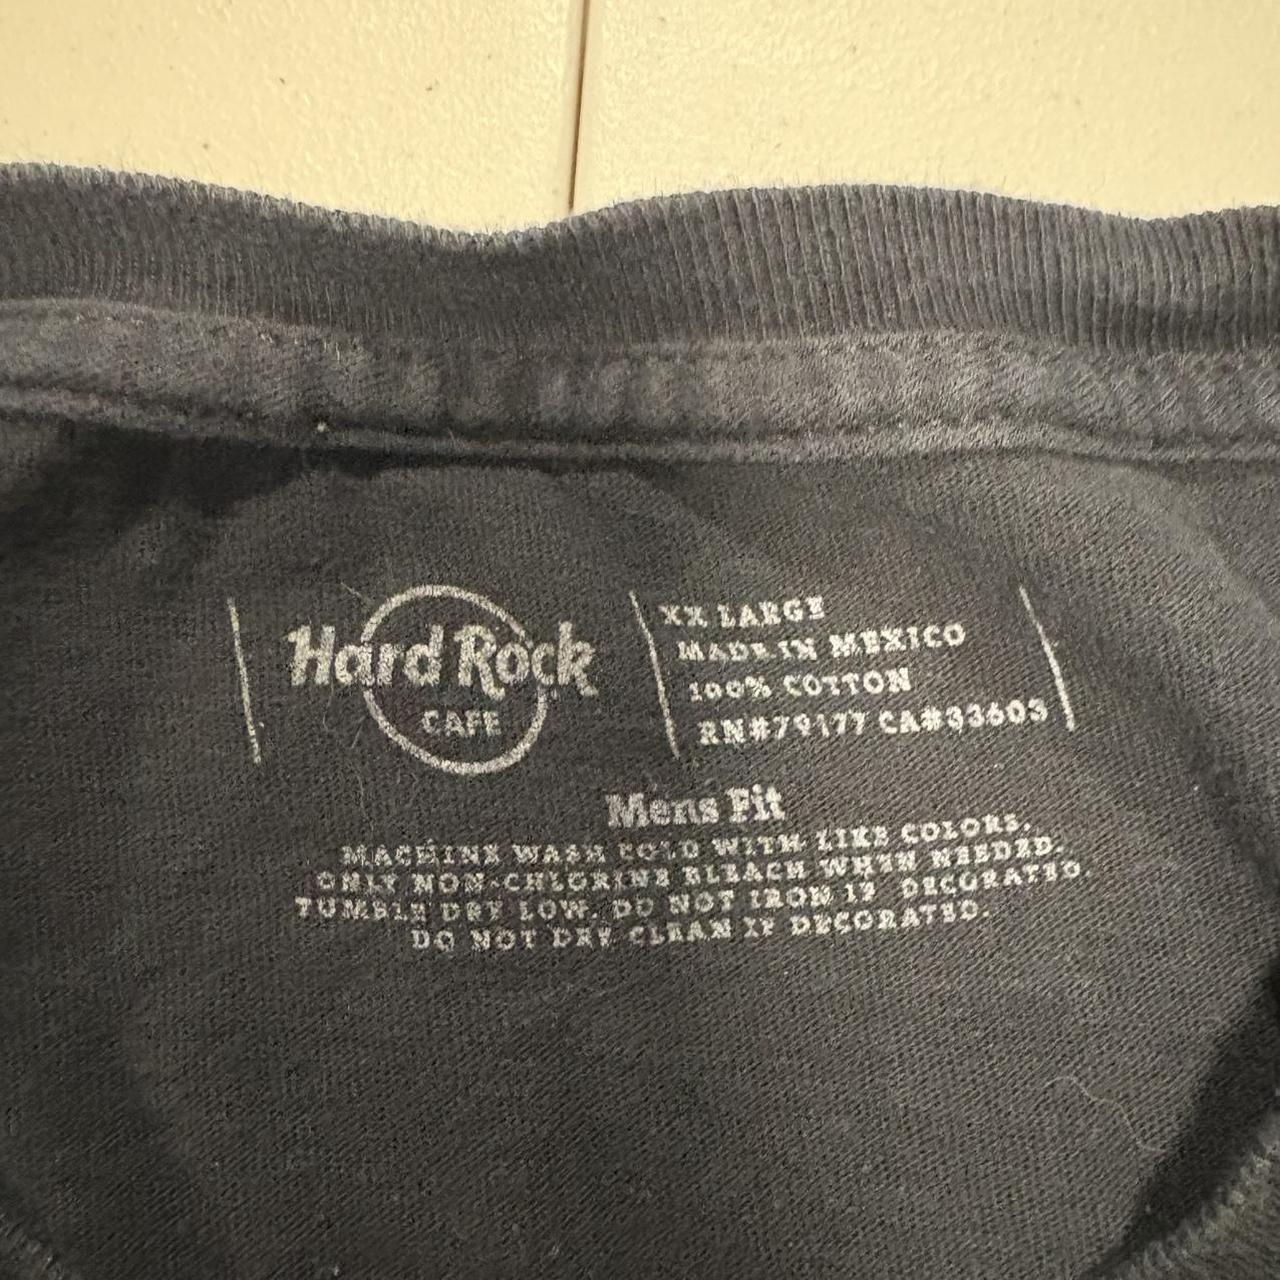 Hard Rock
CAFE
XX LARGE
MADE IN MEXICO
100% COTTON
RN#79177 CA#33603
Mens Fit
MACHINE WASH COLD WITH LIKE COLORS.
ONLY NON-CHLORINE BLEACH WHEN NEEDED.
TUMBLE DRY LOW. DO NOT IRON IF DECORATED.
DO NOT DRY CLEAN IF DECORATED.